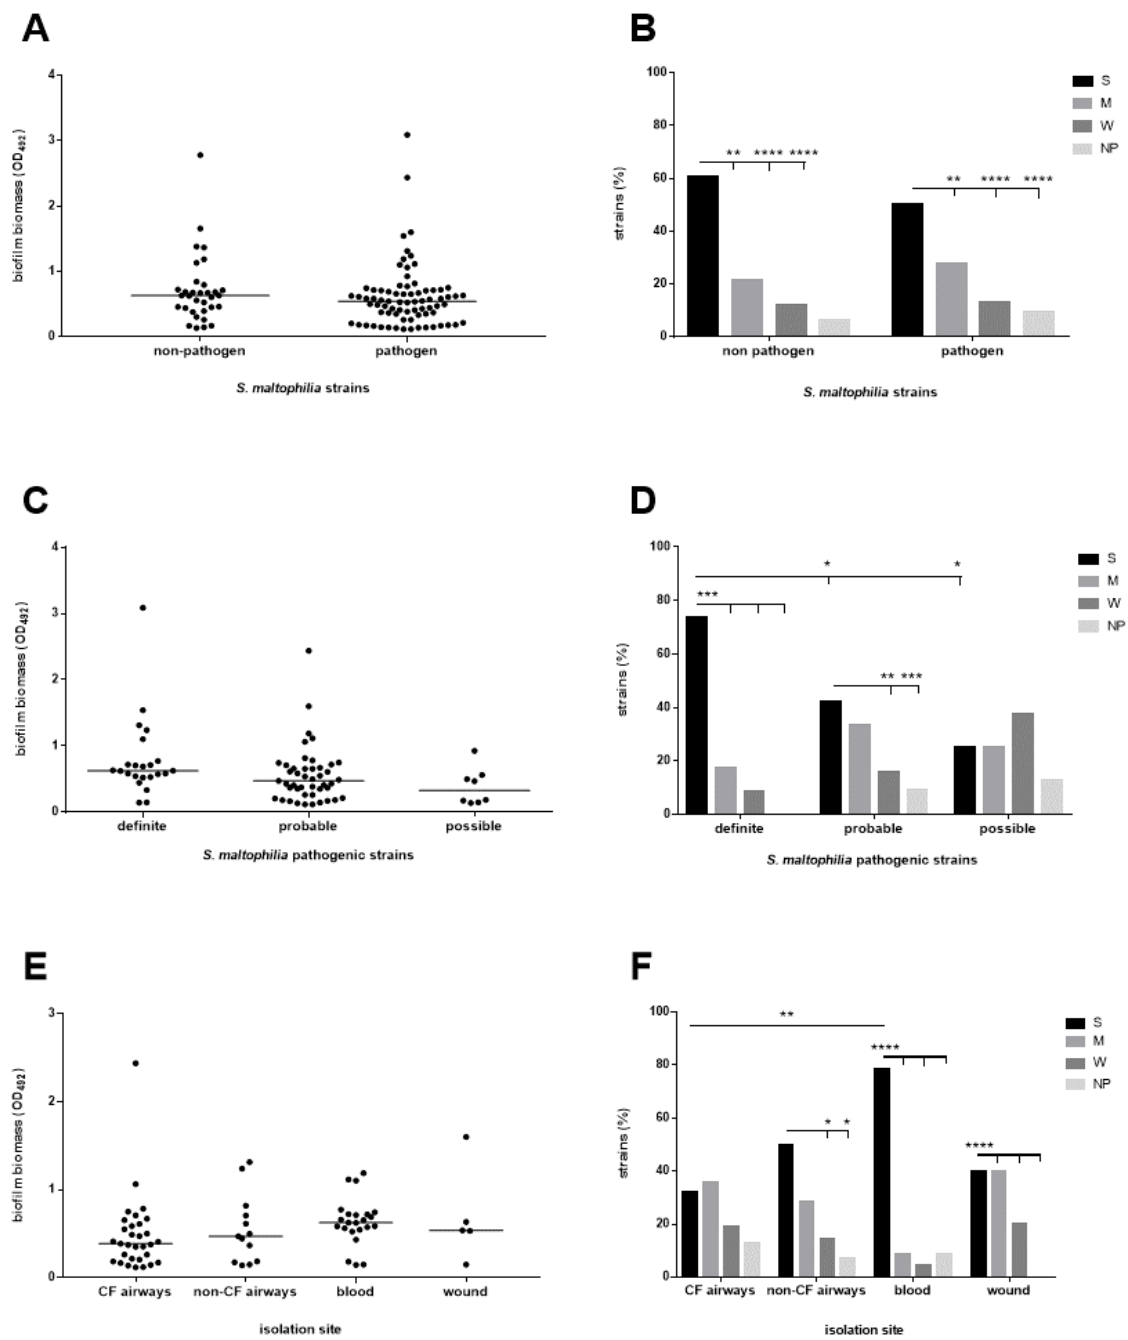 A
4
3
2
1
0
biofilm biomass (OD492)
non-pathogen
pathogen
S. maltophilia strains
B
100
80
60
40
20
0
strains (%)
** **** ****
** **** ****
S
M
W
NP
non pathogen
pathogen
S. maltophilia strains
C
4
3
2
1
0
biofilm biomass (OD492)
definite
probable
possible
S. maltophilia pathogenic strains
D
100
80
60
40
20
0
strains (%)
* *
***
** ***
S
M
W
NP
definite
probable
possible
S. maltophilia pathogenic strains
E
3
2
1
0
biofilm biomass (OD492)
CF airways
non-CF airways
blood
wound
isolation site
F
100
80
60
40
20
0
strains (%)
**
****
* *
****
S
M
W
NP
CF airways
non-CF airways
blood
wound
isolation site